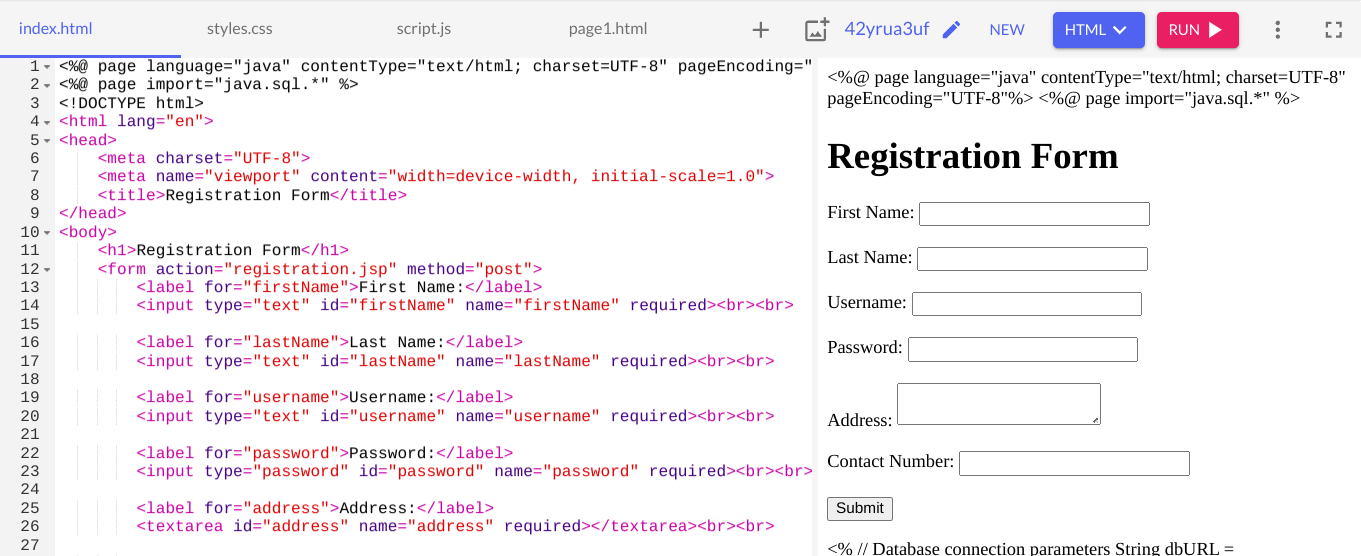 index.html styles.css script.js page1.html 42yrua3uf NEW HTML RUN
1 <%@ page language="java" contentType="text/html; charset=UTF-8" pageEncoding="
2 <%@ page import="java.sql.*" %>
3 <!DOCTYPE html>
4 <html lang="en">
5 <head>
6 <meta charset="UTF-8">
7 <meta name="viewport" content="width=device-width, initial-scale=1.0">
8 <title>Registration Form</title>
9 </head>
10 <body>
11 <h1>Registration Form</h1>
12 <form action="registration.jsp" method="post">
13 <label for="firstName">First Name:</label>
14 <input type="text" id="firstName" name="firstName" required><br><br>
15
16 <label for="lastName">Last Name:</label>
17 <input type="text" id="lastName" name="lastName" required><br><br>
18
19 <label for="username">Username:</label>
20 <input type="text" id="username" name="username" required><br><br>
21
22 <label for="password">Password:</label>
23 <input type="password" id="password" name="password" required><br><br>
24
25 <label for="address">Address:</label>
26 <textarea id="address" name="address" required></textarea><br><br>
27
<%@ page language="java" contentType="text/html; charset=UTF-8"
pageEncoding="UTF-8"%> <%@ page import="java.sql.*" %>
Registration Form
First Name:
Last Name:
Username:
Password:
Address:
Contact Number:
Submit
<% // Database connection parameters String dbURL =